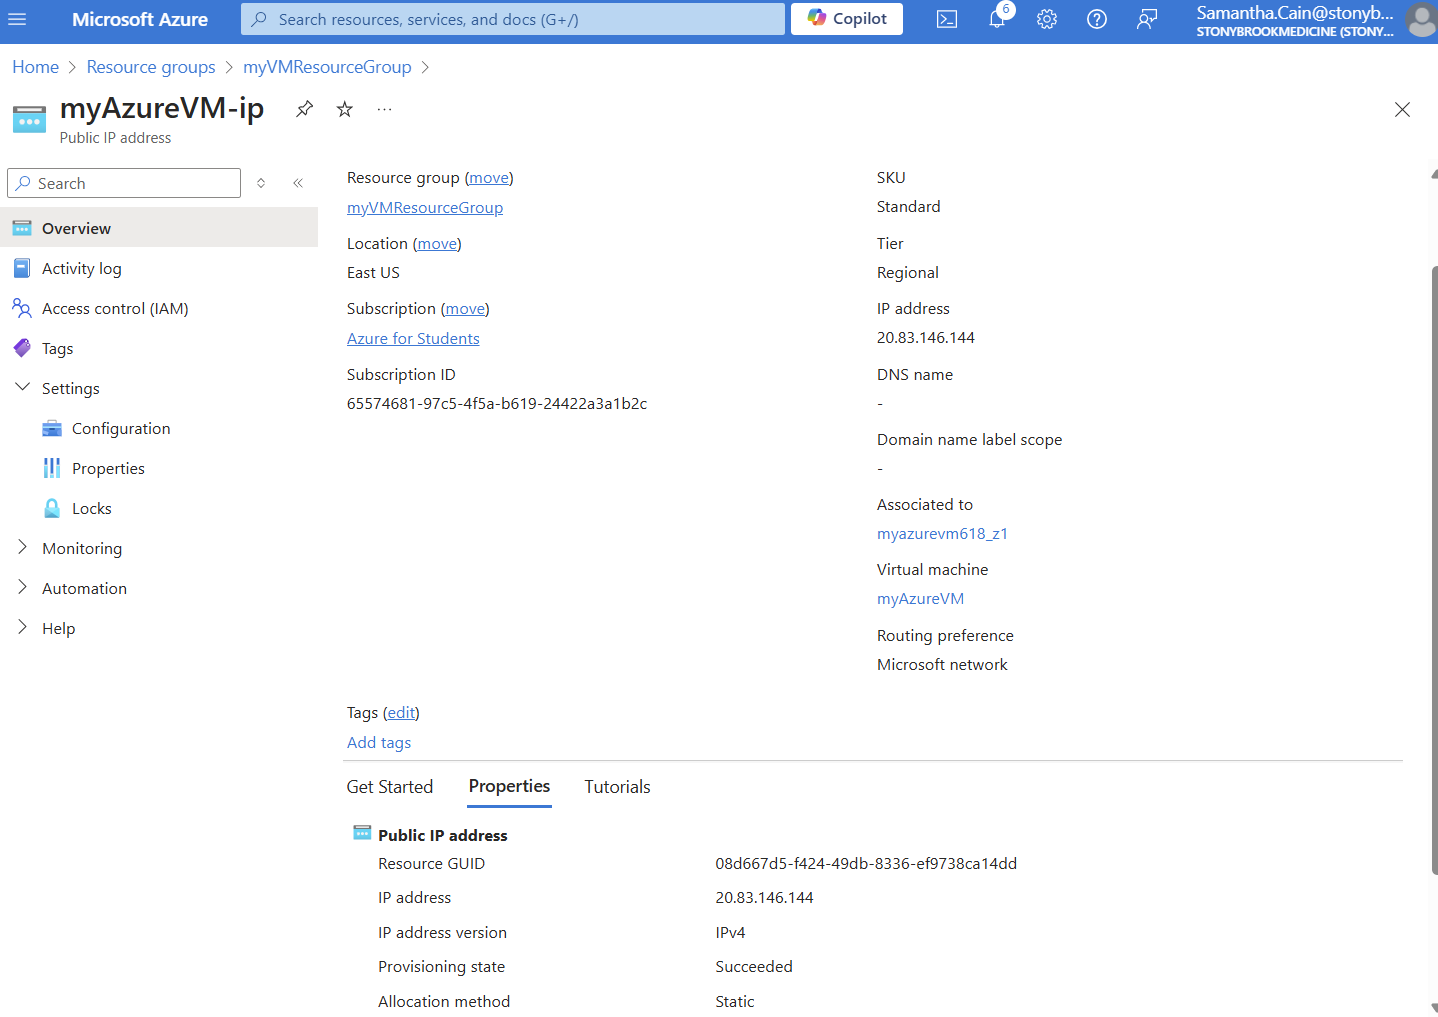 Microsoft Azure
Search resources, services, and docs (G+/)
Copilot
6
Samantha.Cain@stonyb...
STONYBROOKMEDICINE (STONY...
Home > Resource groups > myVMResourceGroup >
myAzureVM-ip
Public IP address
Search
Overview
Activity log
Access control (IAM)
Tags
Settings
Configuration
Properties
Locks
Monitoring
Automation
Help
Resource group (move)
myVMResourceGroup
Location (move)
East US
Subscription (move)
Azure for Students
Subscription ID
65574681-97c5-4f5a-b619-24422a3a1b2c
SKU
Standard
Tier
Regional
IP address
20.83.146.144
DNS name
-
Domain name label scope
-
Associated to
myazurevm618_z1
Virtual machine
myAzureVM
Routing preference
Microsoft network
Tags (edit)
Add tags
Get Started Properties Tutorials
Public IP address
Resource GUID 08d667d5-f424-49db-8336-ef9738ca14dd
IP address 20.83.146.144
IP address version IPv4
Provisioning state Succeeded
Allocation method Static